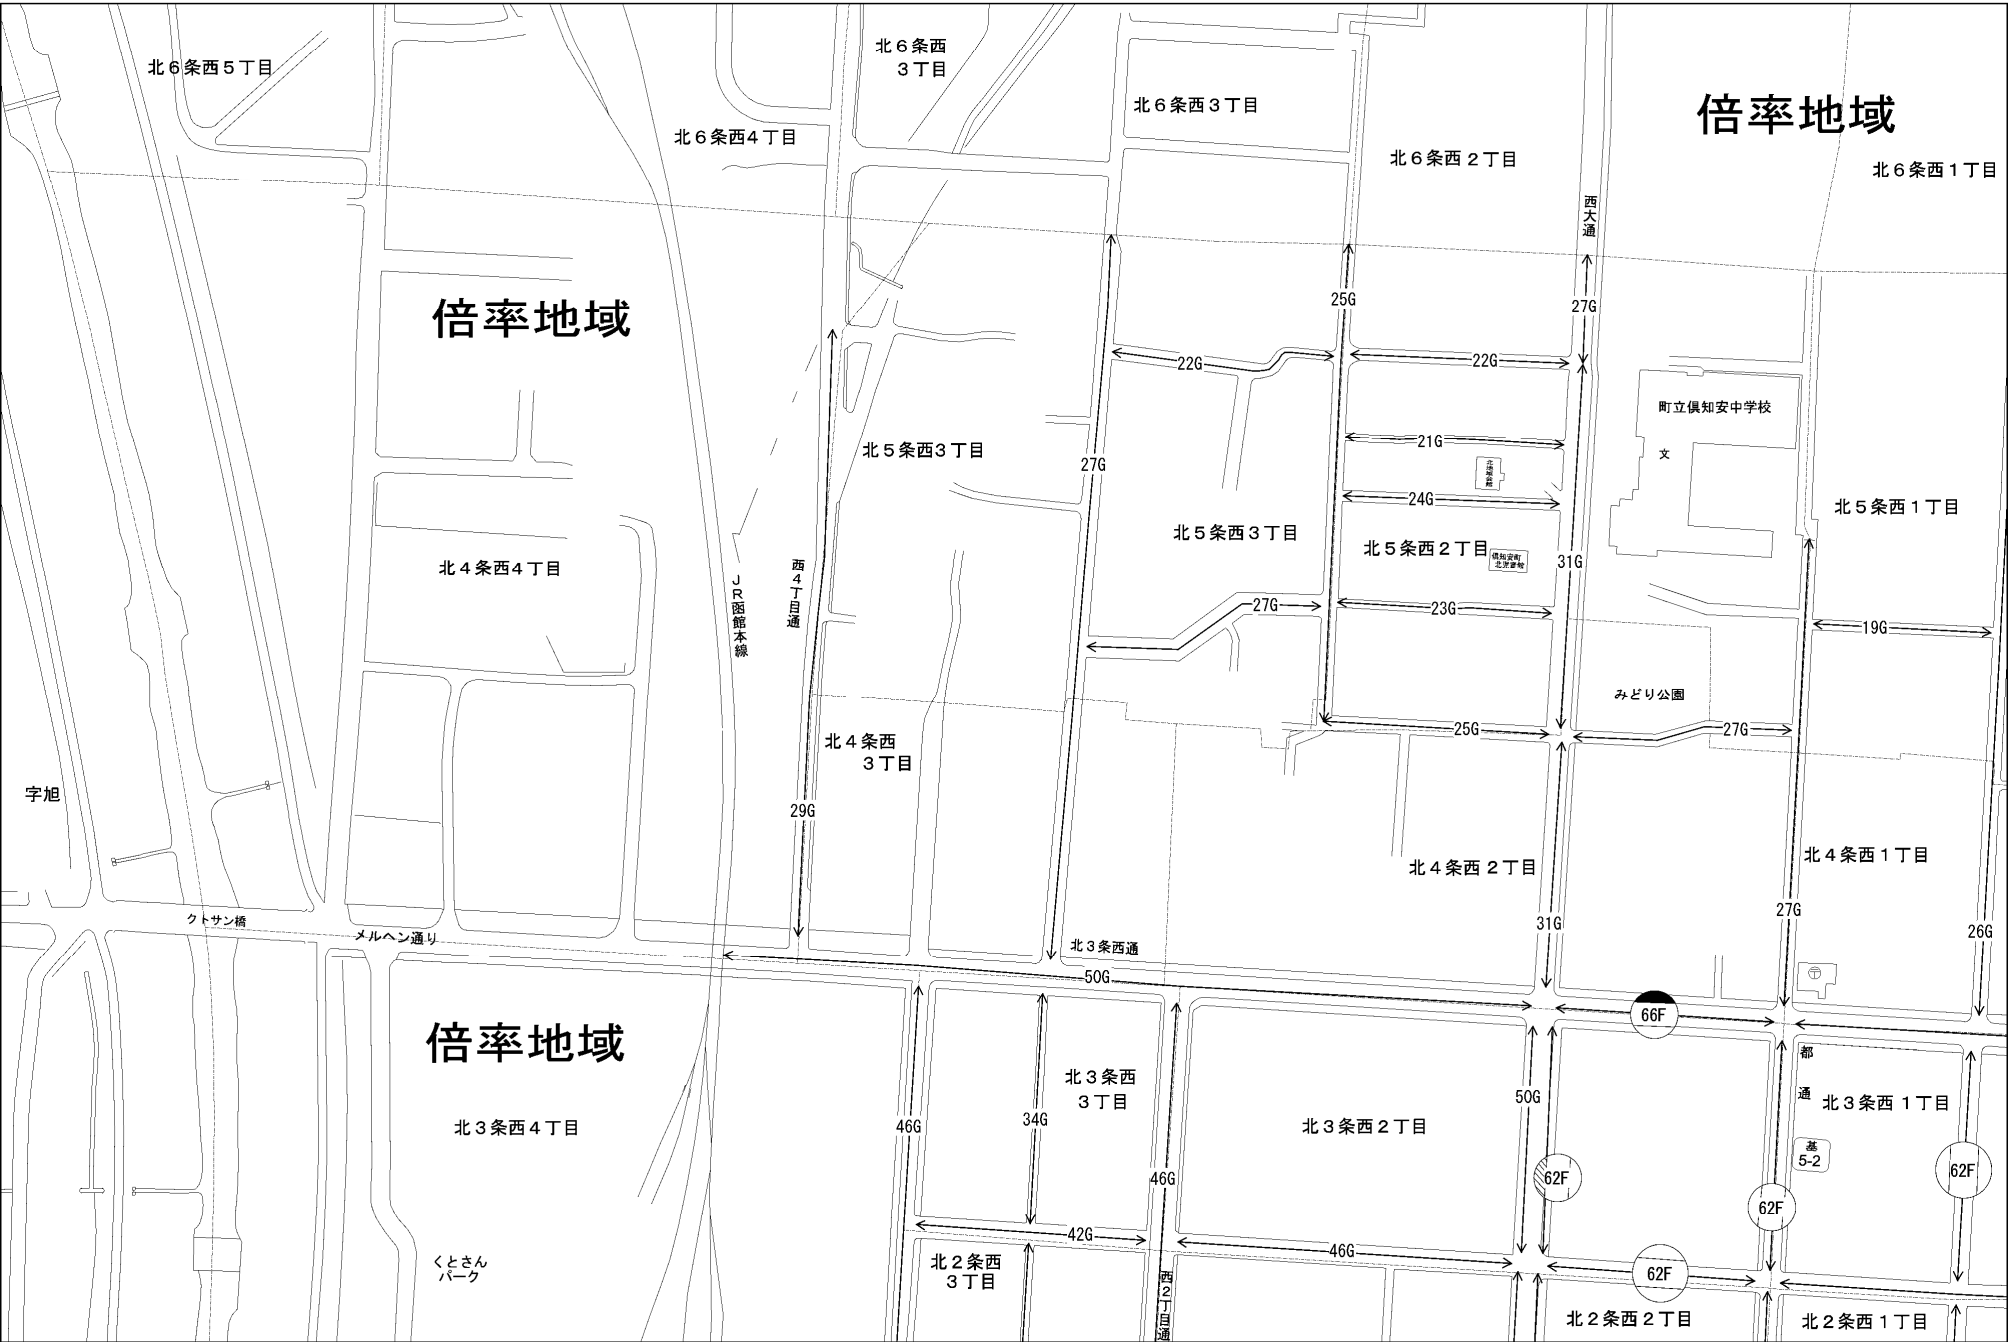 北６条西５丁目
北６条西
３丁目
北６条西４丁目
北６条西３丁目
倍率地域
北６条西２丁目
北６条西１丁目
西大通
倍率地域
25G
27G
22G
22G
町立倶知安中学校
文
21G
北５条西３丁目
27G
北地域会館
24G
北５条西１丁目
北５条西３丁目
北５条西２丁目
倶知安町
北児童館
31G
北４条西４丁目
ＪＲ函館本線
西４丁目通
27G
23G
19G
みどり公園
25G
27G
北４条西
３丁目
字旭
29G
北４条西２丁目
北４条西１丁目
31G
27G
26G
クトサン橋
メルヘン通り
北３条西通
50G
66F
倍率地域
都通
北３条西４丁目
46G
34G
北３条西
３丁目
46G
北３条西２丁目
50G
62F
北３条西１丁目
基
5-2
62F
62F
42G
46G
62F
くとさん
パーク
北２条西
３丁目
西２丁目通
北２条西２丁目
北２条西１丁目